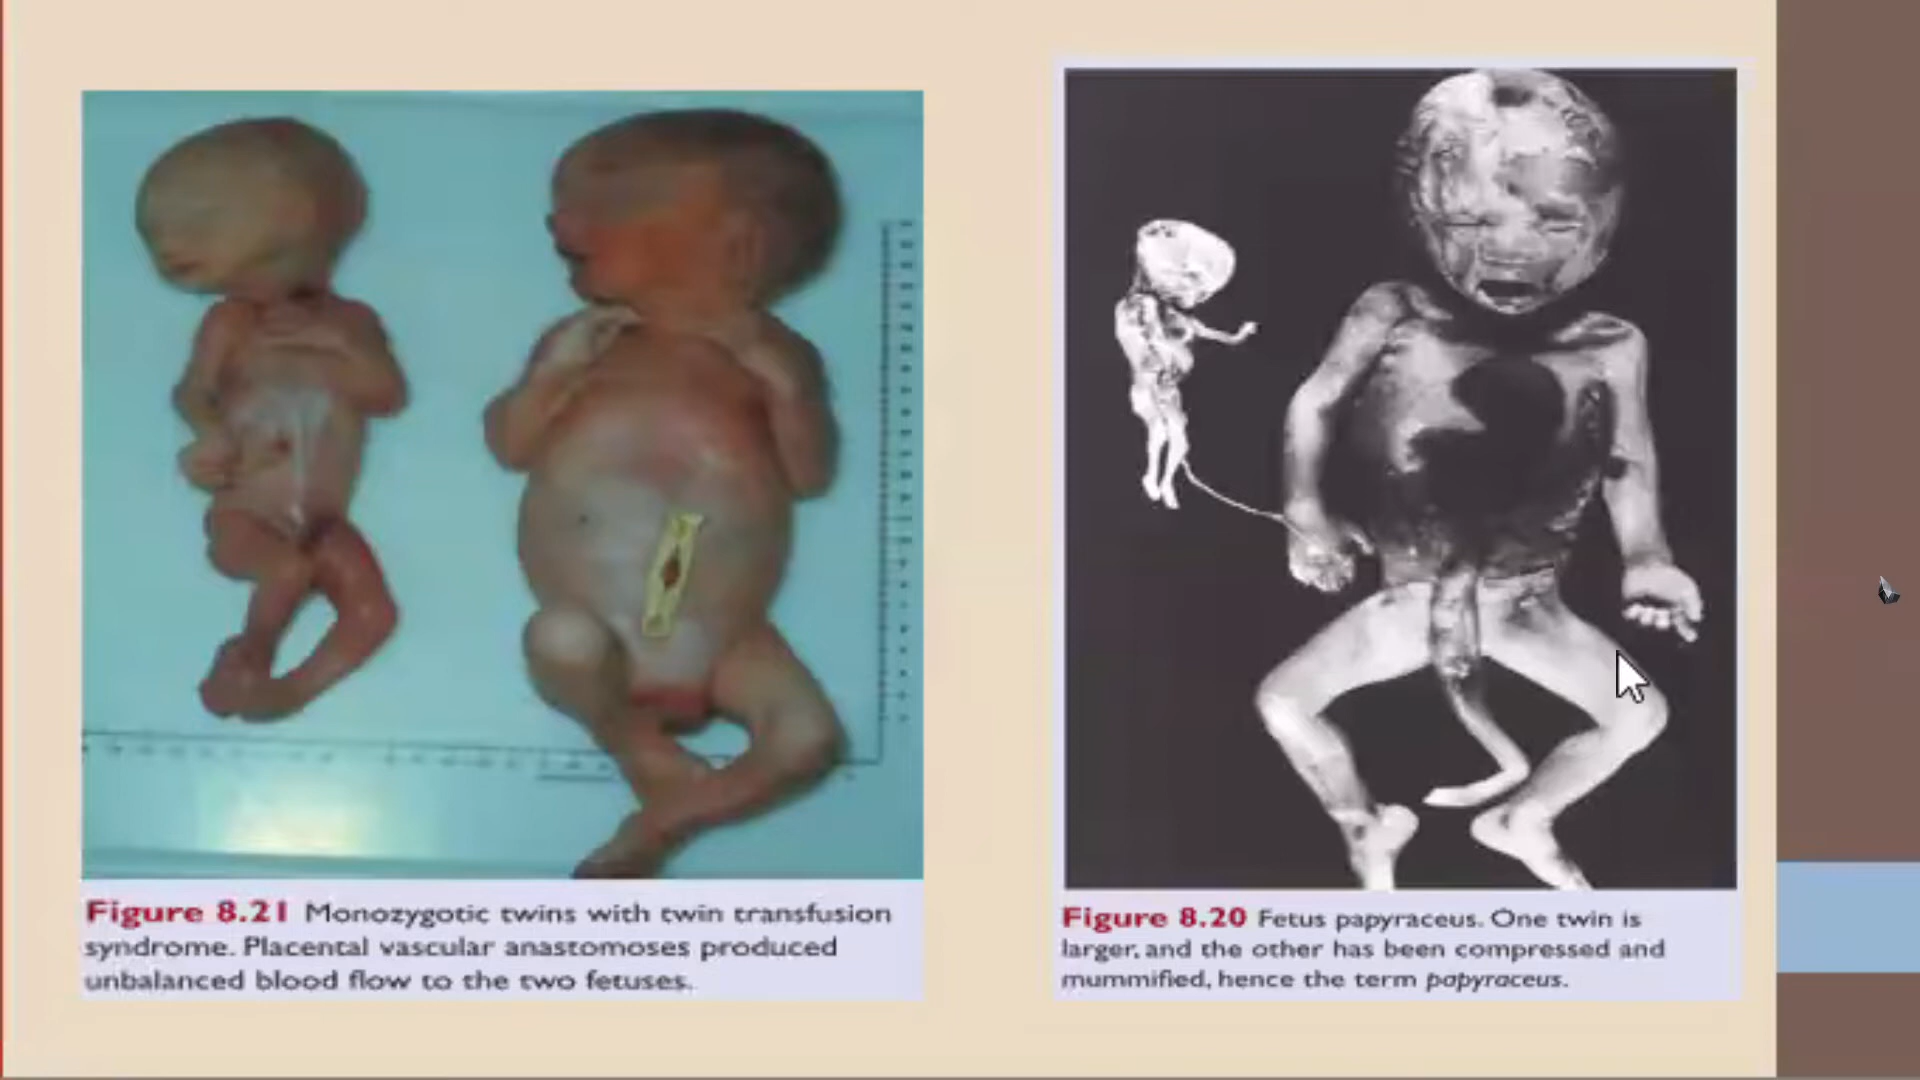 Figure 8.21 Monozygotic twins with twin transfusion
syndrome. Placental vascular anastomoses produced
unbalanced blood flow to the two fetuses.
Figure 8.20 Fetus papyraceus. One twin is
larger, and the other has been compressed and
mummified, hence the term papyraceus.